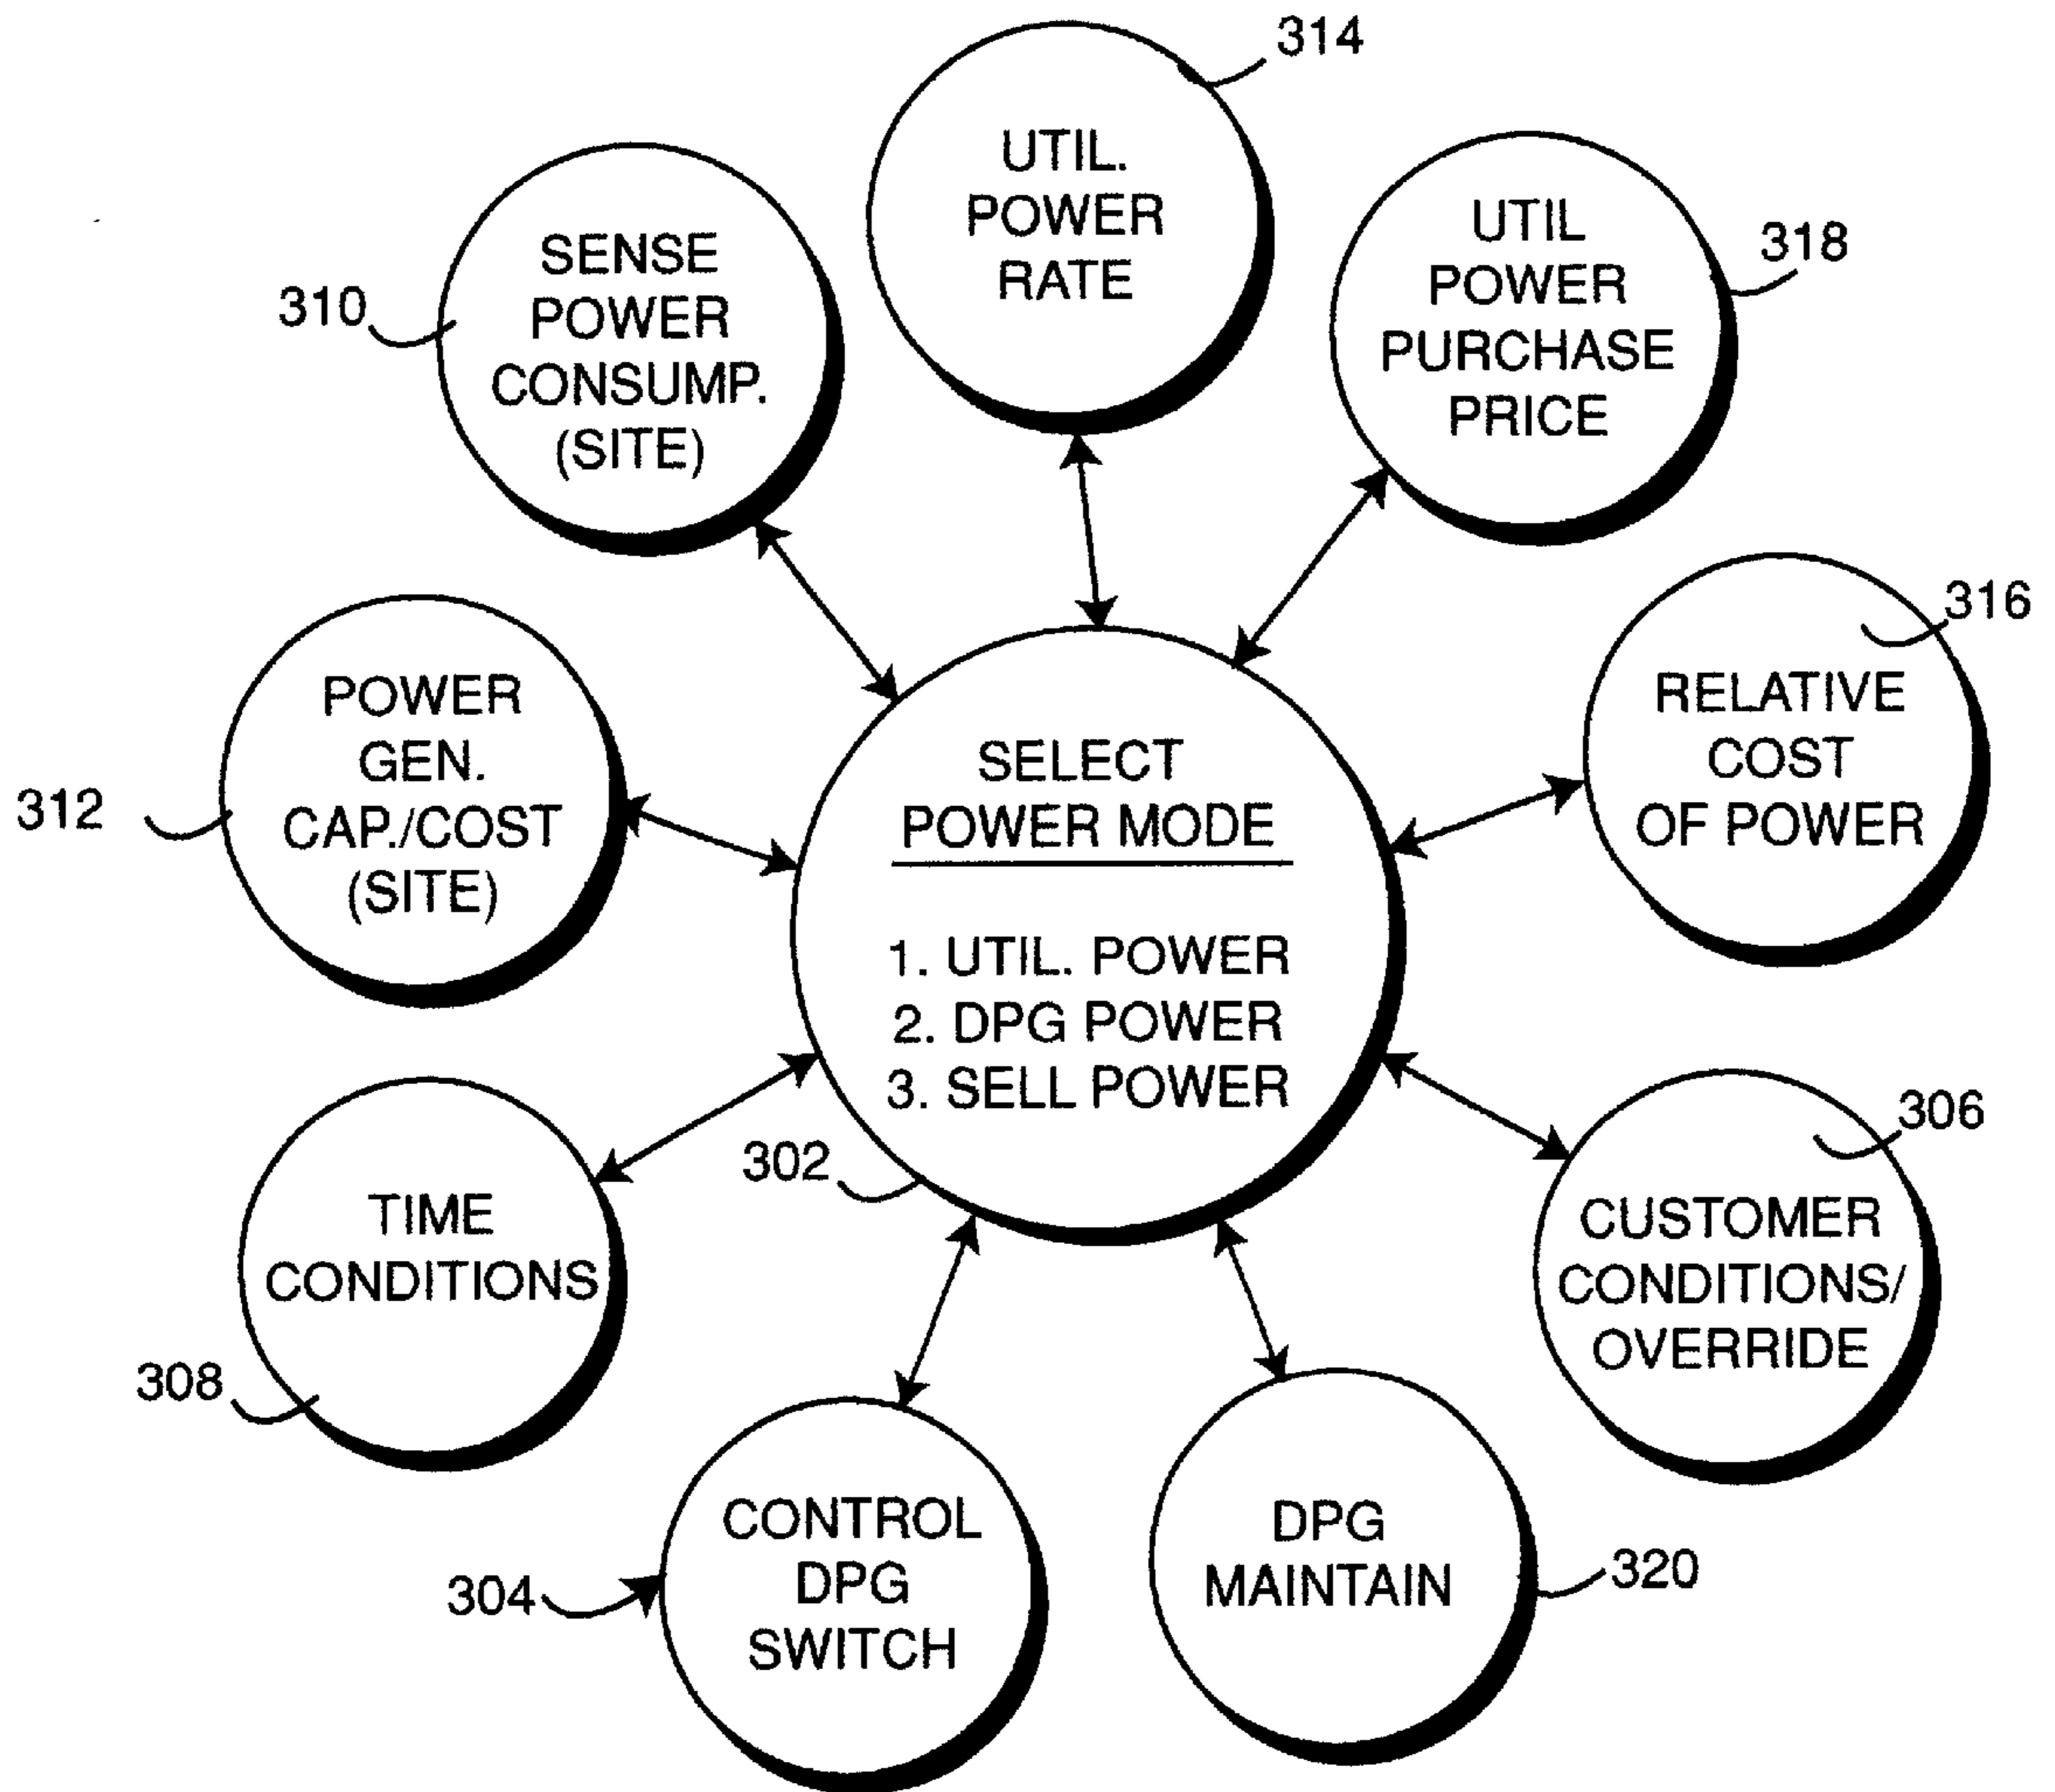 314
UTIL.
POWER
RATE
318
UTIL
POWER
PURCHASE
PRICE
310
SENSE
POWER
CONSUMP.
(SITE)
316
RELATIVE
COST
OF POWER
312
POWER
GEN.
CAP./COST
(SITE)
SELECT
POWER MODE
1. UTIL. POWER
2. DPG POWER
3. SELL POWER
302
306
CUSTOMER
CONDITIONS/
OVERRIDE
TIME
CONDITIONS
308
304
CONTROL
DPG
SWITCH
DPG
MAINTAIN
320